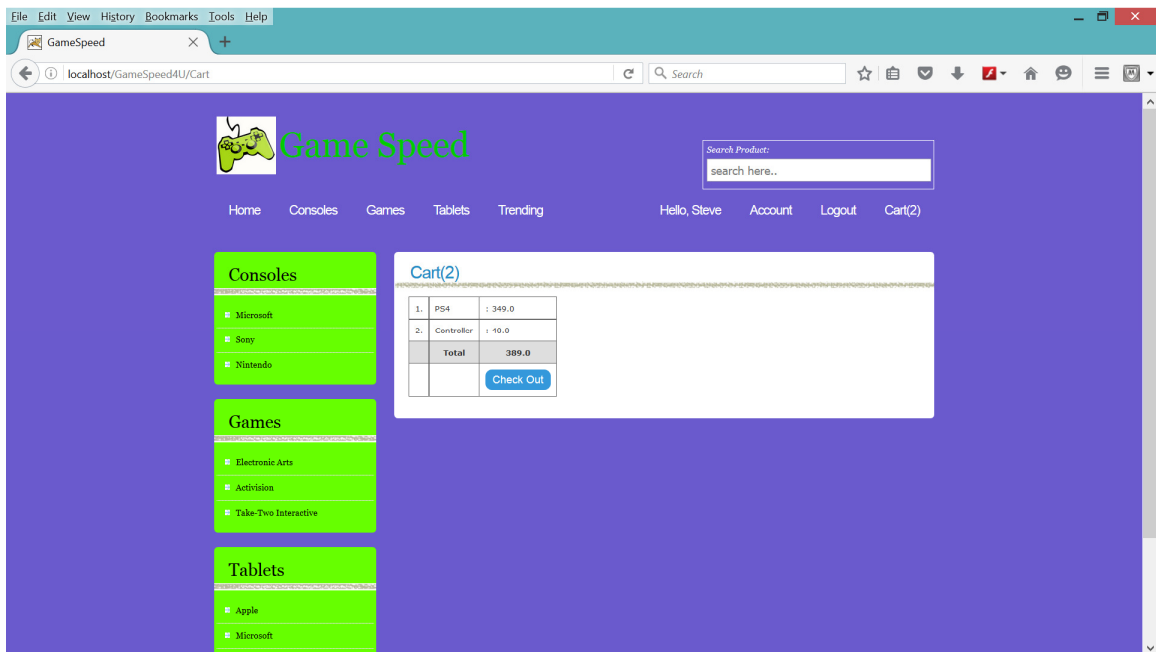 File Edit View History Bookmarks Tools Help
GameSpeed
localhost/GameSpeed4U/Cart
Search
Game Speed
Search Product:
search here..
Home Consoles Games Tablets Trending Hello, Steve Account Logout Cart(2)
Consoles
Microsoft
Sony
Nintendo
Games
Electronic Arts
Activision
Take-Two Interactive
Tablets
Apple
Microsoft
Cart(2)
1. PS4 : 349.0
2. Controller : 40.0
Total 389.0
Check Out